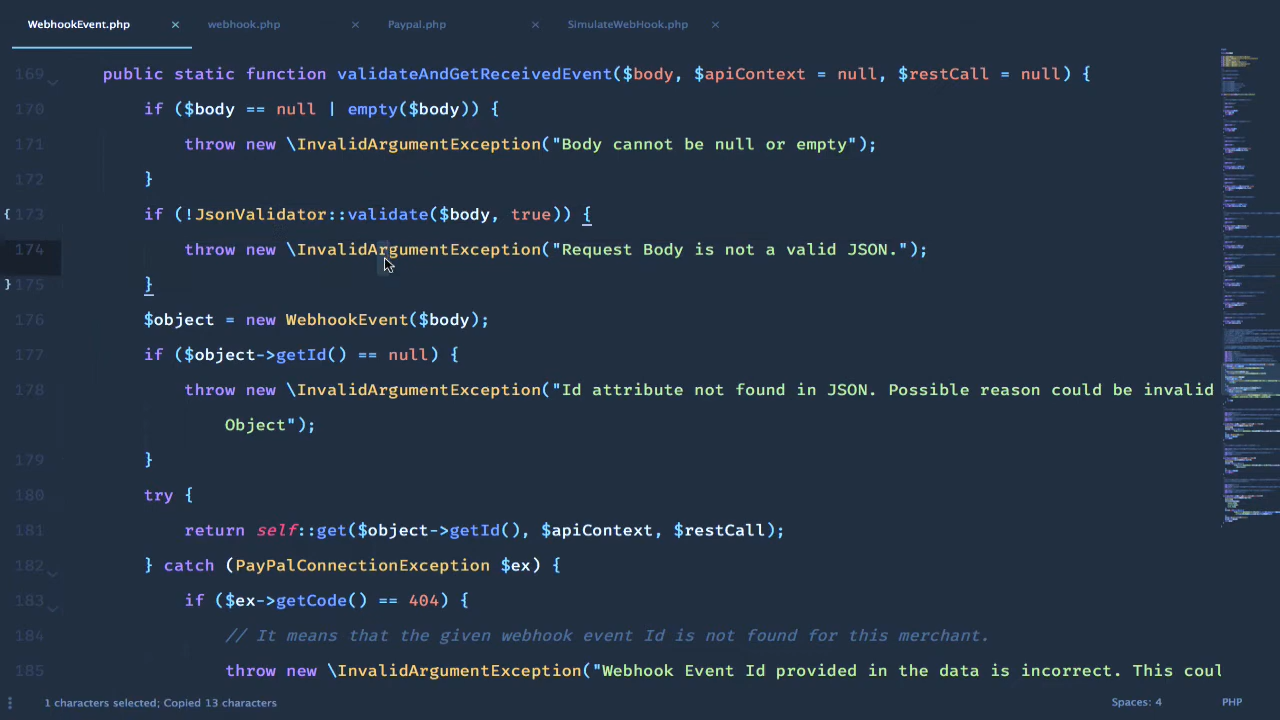 WebhookEvent.php × webhook.php × Paypal.php × SimulateWebHook.php ×
169 public static function validateAndGetReceivedEvent($body, $apiContext = null, $restCall = null) {
170 if ($body == null | empty($body)) {
171 throw new \InvalidArgumentException("Body cannot be null or empty");
172 }
{ 173 if (!JsonValidator::validate($body, true)) {
174 throw new \InvalidArgumentException("Request Body is not a valid JSON.");
} 175 }
176 $object = new WebhookEvent($body);
177 if ($object->getId() == null) {
178 throw new \InvalidArgumentException("Id attribute not found in JSON. Possible reason could be invalid
Object");
179 }
180 try {
181 return self::get($object->getId(), $apiContext, $restCall);
182 } catch (PayPalConnectionException $ex) {
183 if ($ex->getCode() == 404) {
184 // It means that the given webhook event Id is not found for this merchant.
185 throw new \InvalidArgumentException("Webhook Event Id provided in the data is incorrect. This coul
1 characters selected; Copied 13 characters Spaces: 4 PHP